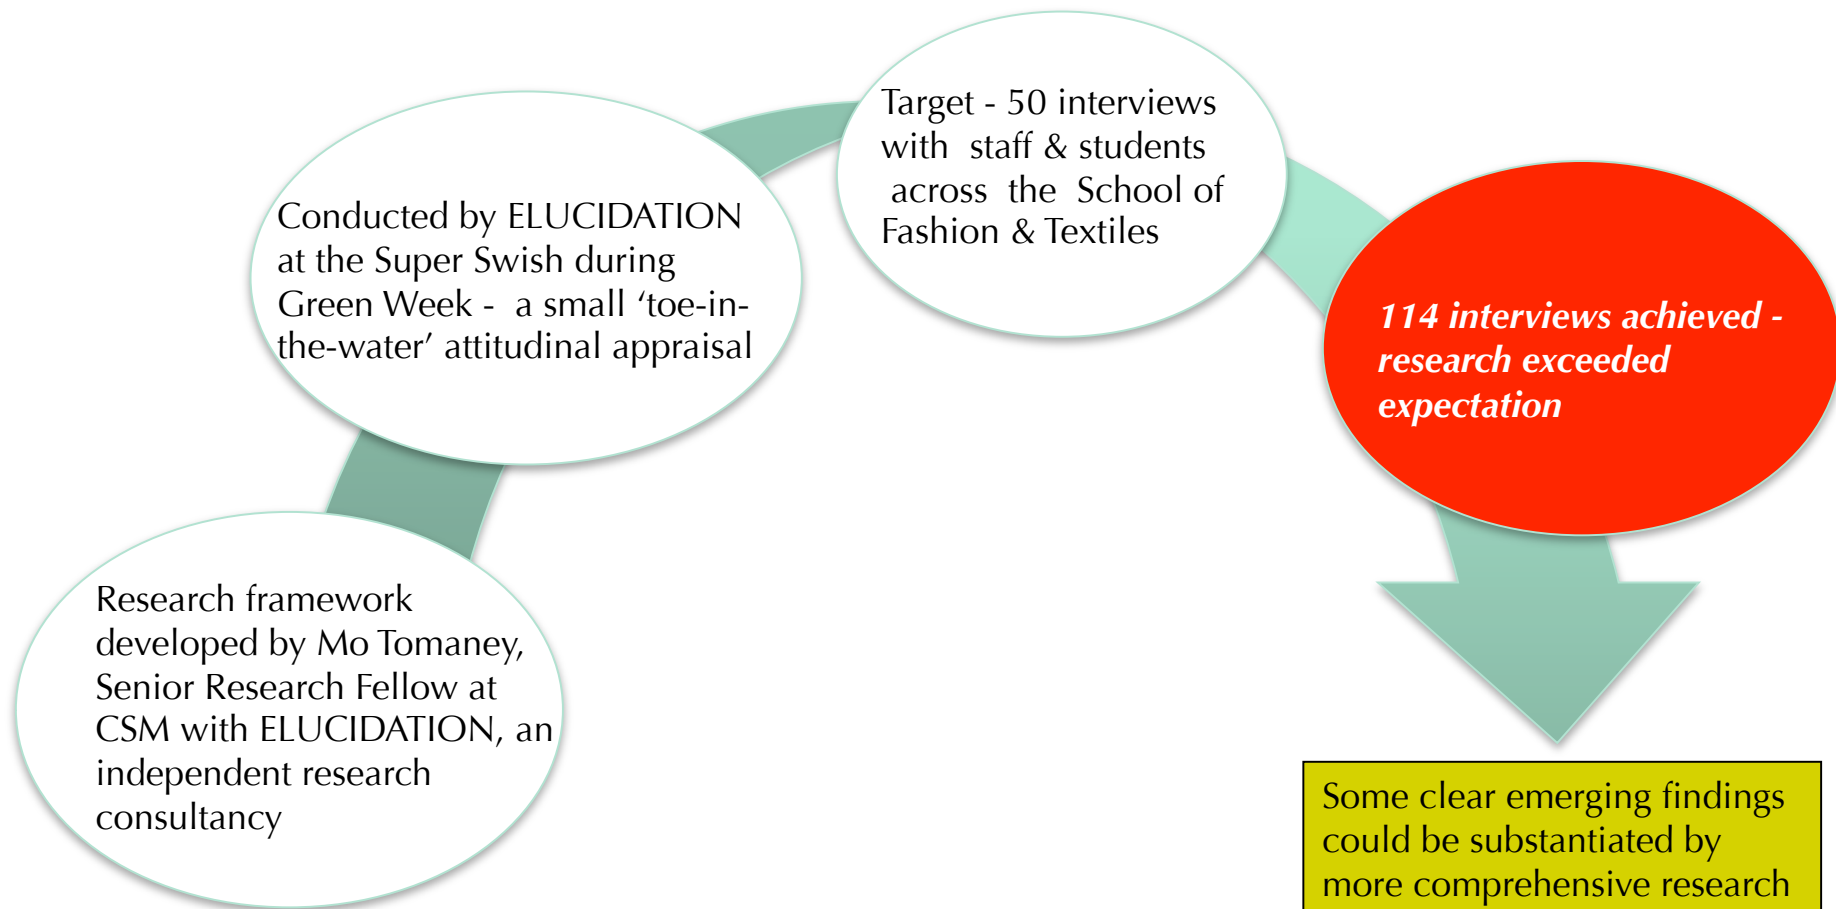 Research framework
developed by Mo Tomaney,
Senior Research Fellow at
CSM with ELUCIDATION, an
independent research
consultancy
Conducted by ELUCIDATION
at the Super Swish during
Green Week -  a small ‘toe-in-
the-water’ attitudinal appraisal
Target - 50 interviews
with  staff & students
across  the  School of
Fashion & Textiles
114 interviews achieved -
research exceeded
expectation
Some clear emerging findings
could be substantiated by
more comprehensive research